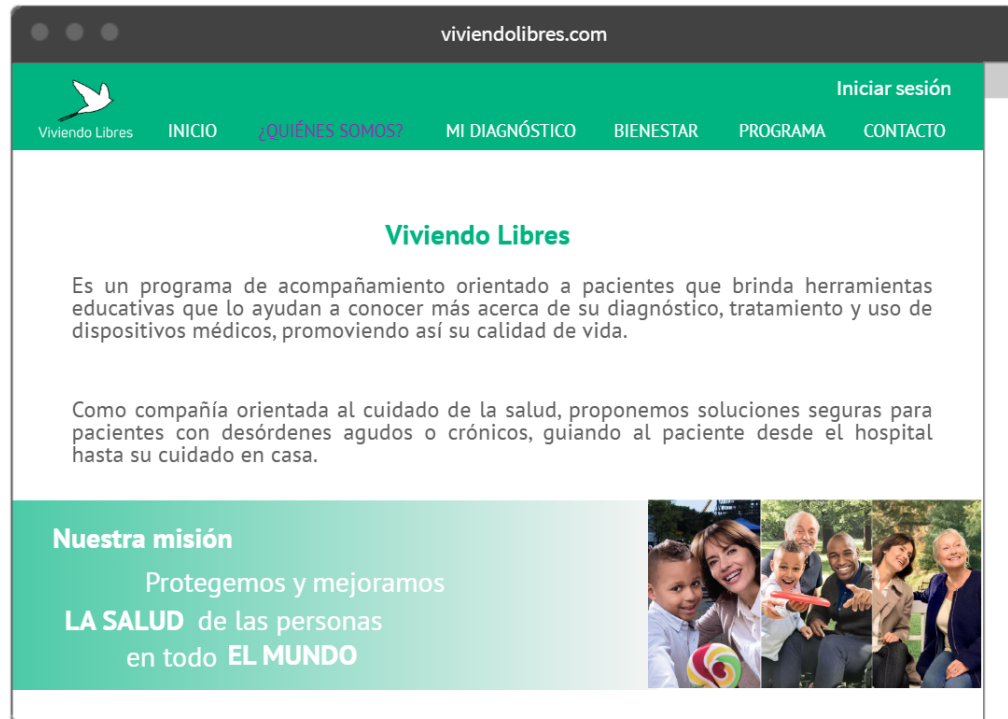 viviendolibres.com
Iniciar sesión
Viviendo Libres
INICIO
¿QUIÉNES SOMOS?
MI DIAGNÓSTICO
BIENESTAR
PROGRAMA
CONTACTO
Viviendo Libres
Es un programa de acompañamiento orientado a pacientes que brinda herramientas
educativas que lo ayudan a conocer más acerca de su diagnóstico, tratamiento y uso de
dispositivos médicos, promoviendo así su calidad de vida.
Como compañía orientada al cuidado de la salud, proponemos soluciones seguras para
pacientes con desórdenes agudos o crónicos, guiando al paciente desde el hospital
hasta su cuidado en casa.
Nuestra misión
Protegemos y mejoramos
LA SALUD de las personas
en todo EL MUNDO